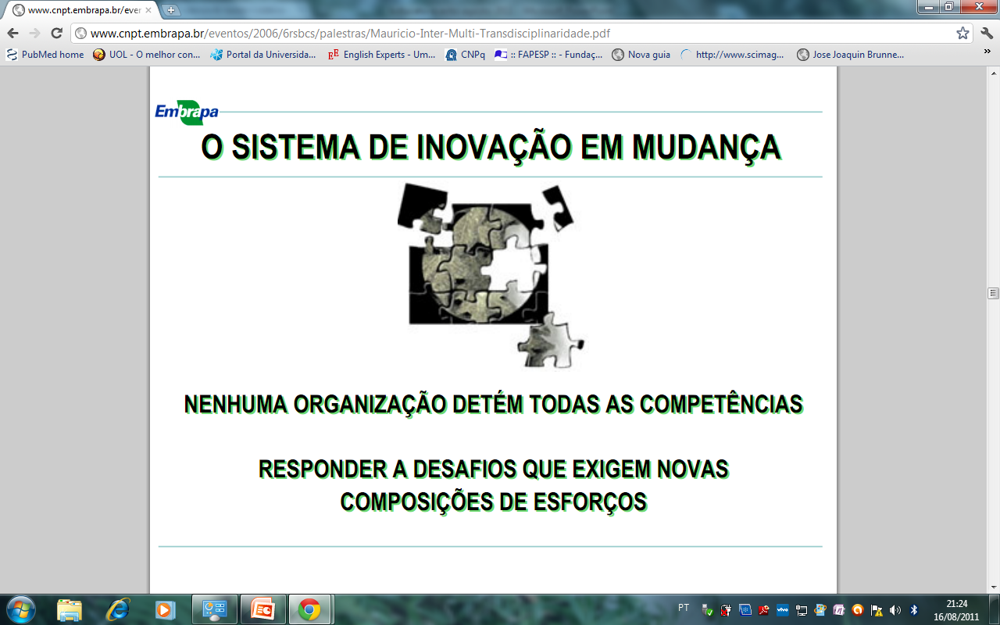 www.cnpt.embrapa.br/ever
www.cnpt.embrapa.br/eventos/2006/6rsbcs/palestras/Mauricio-Inter-Multi-Transdisciplinaridade.pdf
PubMed home UOL - O melhor con... Portal da Universida... English Experts - Um... CNPq :: FAPESP :: - Fundaç... Nova guia http://www.scimag... Jose Joaquin Brunne... »
Embrapa
O SISTEMA DE INOVAÇÃO EM MUDANÇA
NENHUMA ORGANIZAÇÃO DETÉM TODAS AS COMPETÊNCIAS
RESPONDER A DESAFIOS QUE EXIGEM NOVAS
COMPOSIÇÕES DE ESFORÇOS
PT
21:24
16/08/2011